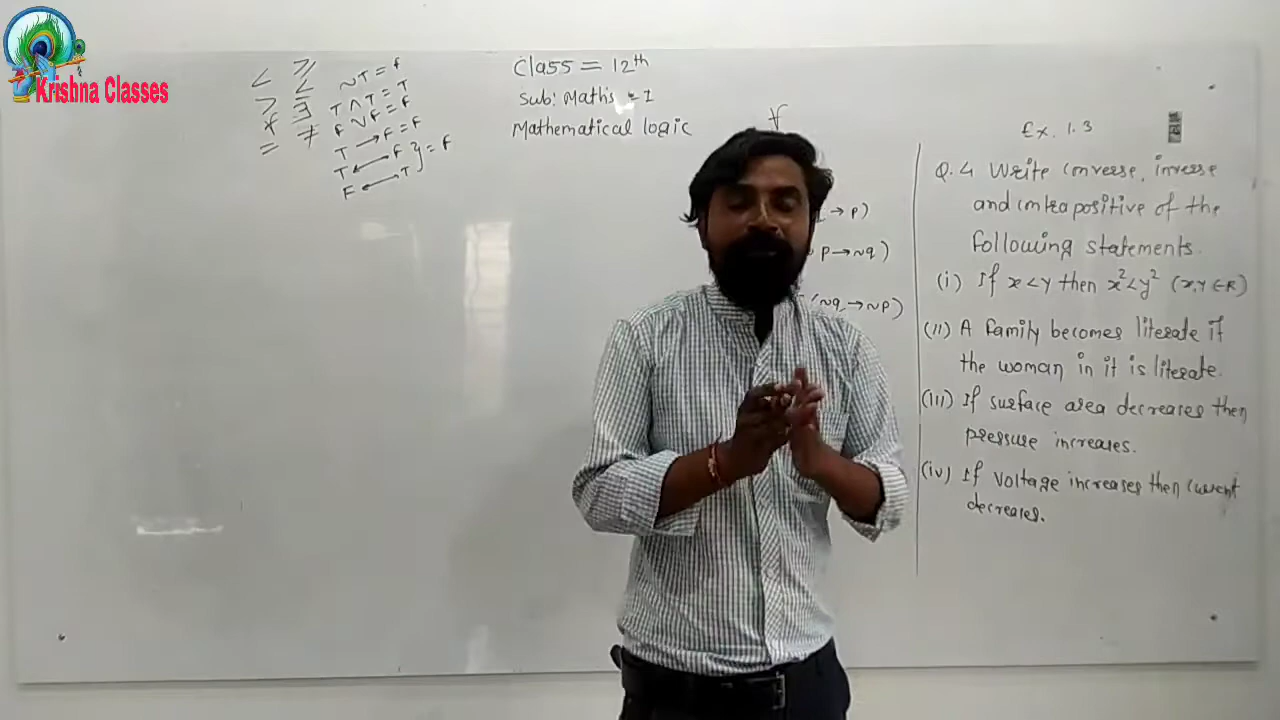 Krishna Classes
< ⩾
> ≤
≮ ∃
= ≠
~T = f
T ∧ T = T
F ∨ F = F
T → F = F
T ↔ F } = F
F ↔ T
Class = 12th
Sub: Maths - 1
Mathematical logic
∀
→ p)
p → ~q)
(~q → ~p)
Ex. 1.3
Q. 4 Write converse, inverse
and contrapositive of the
following statements.
(i) If x < y then x² < y² (x, y ∈ R)
(ii) A family becomes literate if
the woman in it is literate.
(iii) If surface area decreases then
pressure increases.
(iv) If voltage increases then current
decreases.